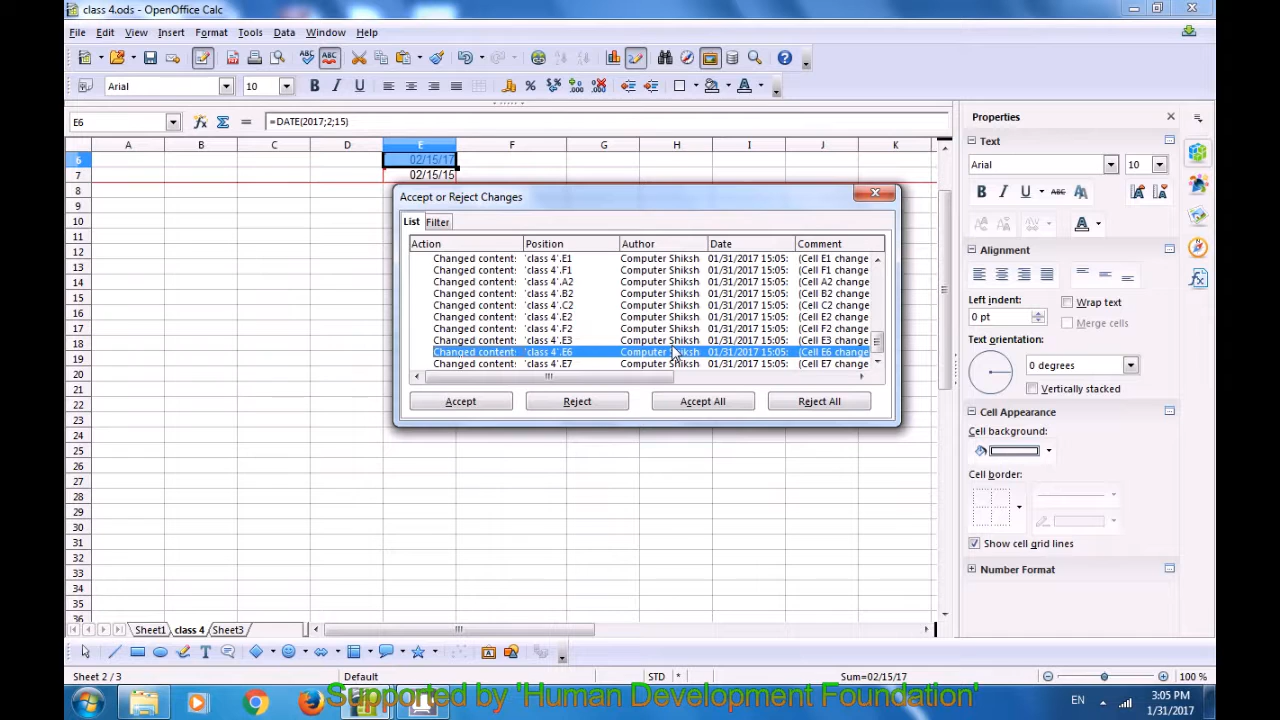 class 4.ods - OpenOffice Calc
File Edit View Insert Format Tools Data Window Help
Arial 10
E6 =DATE(2017;2;15)
A B C D E F G H I J K
6 02/15/17
7 02/15/15
8
9
10
11
12
13
14
15
16
17
18
19
20
21
22
23
24
25
26
27
28
29
30
31
32
33
34
35
36
Accept or Reject Changes
List Filter
Action Position Author Date Comment
Changed content: 'class 4'.E1 Computer Shiksh 01/31/2017 15:05: (Cell E1 change
Changed content: 'class 4'.F1 Computer Shiksh 01/31/2017 15:05: (Cell F1 change
Changed content: 'class 4'.A2 Computer Shiksh 01/31/2017 15:05: (Cell A2 change
Changed content: 'class 4'.B2 Computer Shiksh 01/31/2017 15:05: (Cell B2 change
Changed content: 'class 4'.C2 Computer Shiksh 01/31/2017 15:05: (Cell C2 change
Changed content: 'class 4'.E2 Computer Shiksh 01/31/2017 15:05: (Cell E2 change
Changed content: 'class 4'.F2 Computer Shiksh 01/31/2017 15:05: (Cell F2 change
Changed content: 'class 4'.E3 Computer Shiksh 01/31/2017 15:05: (Cell E3 change
Changed content: 'class 4'.E6 Computer Shiksh 01/31/2017 15:05: (Cell E6 change
Changed content: 'class 4'.E7 Computer Shiksh 01/31/2017 15:05: (Cell E7 change
Accept Reject Accept All Reject All
Properties
Text
Arial 10
B I U ABC
Alignment
Left indent: Wrap text
0 pt Merge cells
Text orientation:
0 degrees
Vertically stacked
Cell Appearance
Cell background:
Cell border:
Show cell grid lines
Number Format
Sheet1 class 4 Sheet3
Sheet 2 / 3 Default STD * Sum=02/15/17 100 %
EN 3:05 PM
1/31/2017
Supported by 'Human Development Foundation'